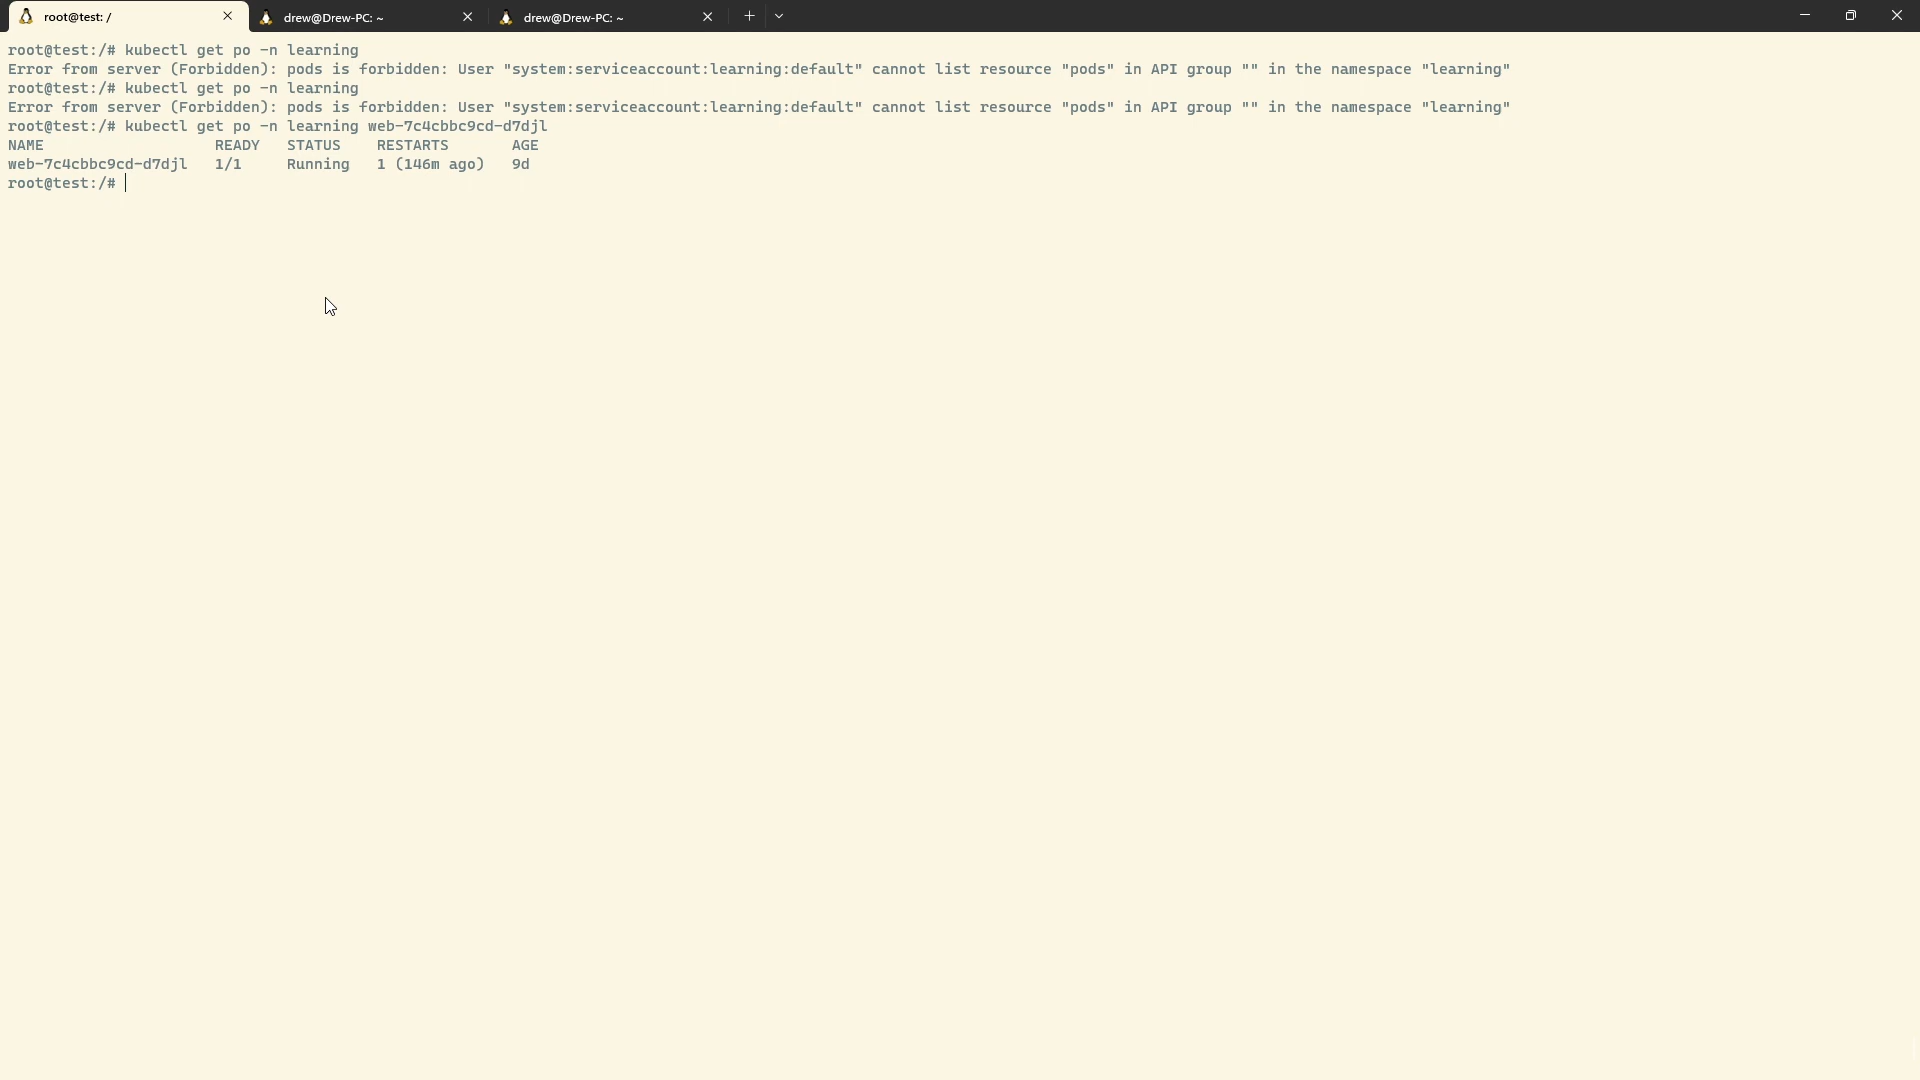 root@test: /
drew@Drew-PC: ~
drew@Drew-PC: ~
root@test:/# kubectl get po -n learning
Error from server (Forbidden): pods is forbidden: User "system:serviceaccount:learning:default" cannot list resource "pods" in API group "" in the namespace "learning"
root@test:/# kubectl get po -n learning
Error from server (Forbidden): pods is forbidden: User "system:serviceaccount:learning:default" cannot list resource "pods" in API group "" in the namespace "learning"
root@test:/# kubectl get po -n learning web-7c4cbbc9cd-d7djl
NAME                   READY   STATUS    RESTARTS       AGE
web-7c4cbbc9cd-d7djl   1/1     Running   1 (146m ago)   9d
root@test:/#